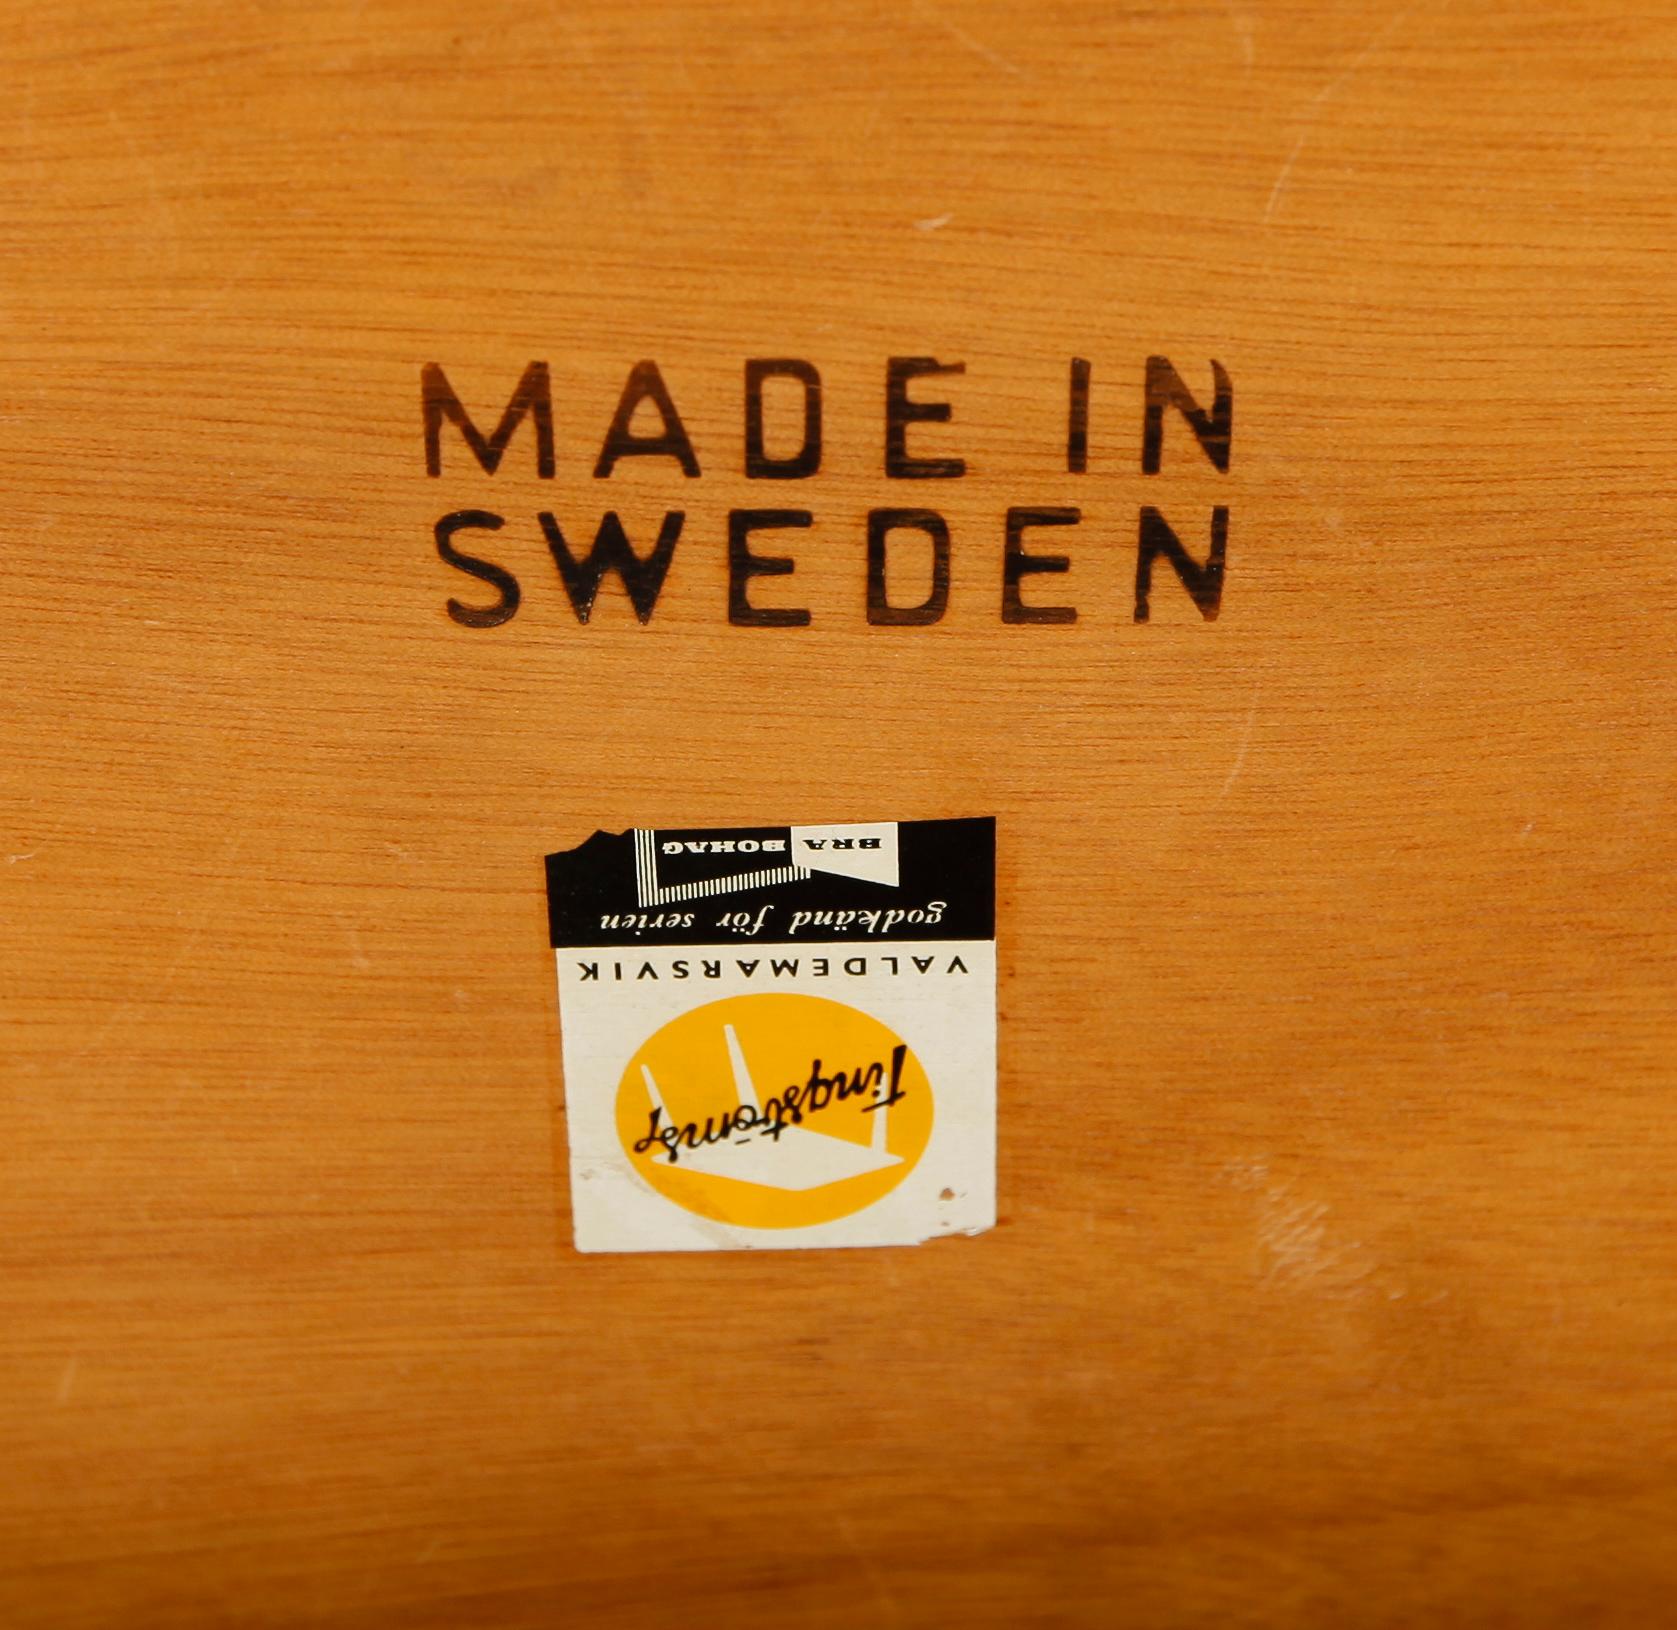 MADE IN
SWEDEN
Tingströms
VALDEMARSVIK
godkänd för serien
BRA BOHAG